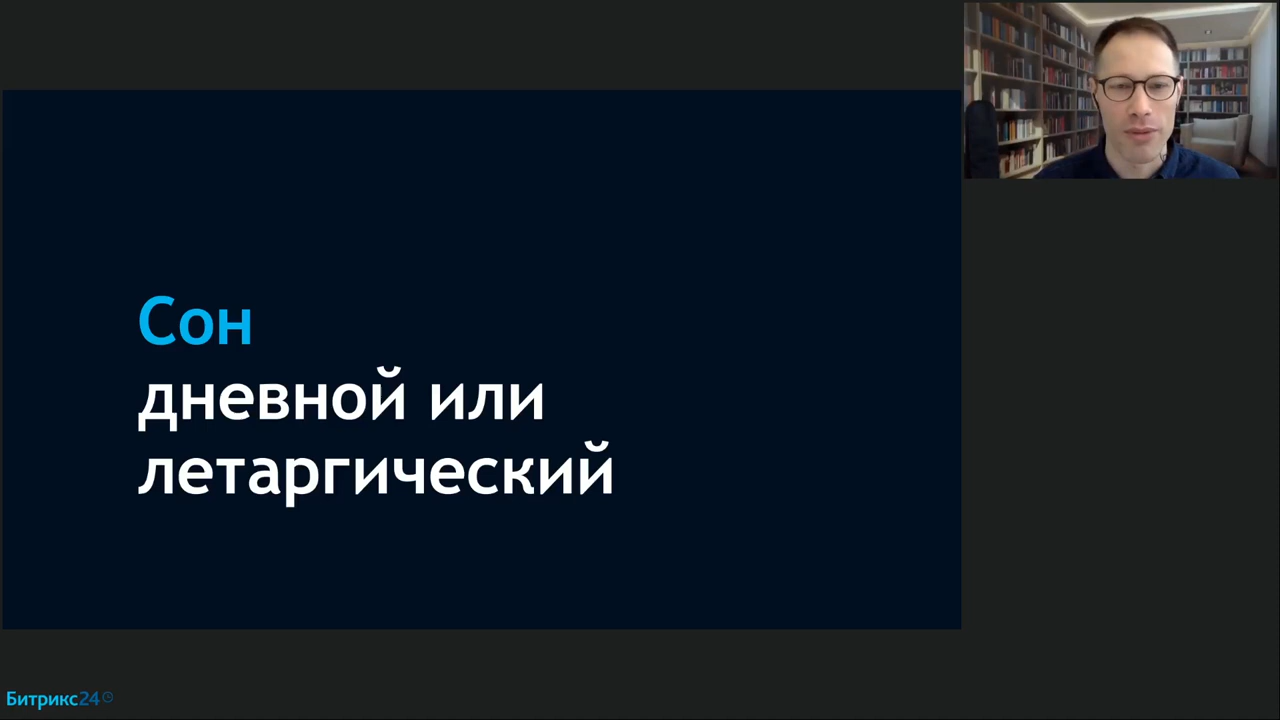 Сон
дневной или
летаргический
Битрикс24